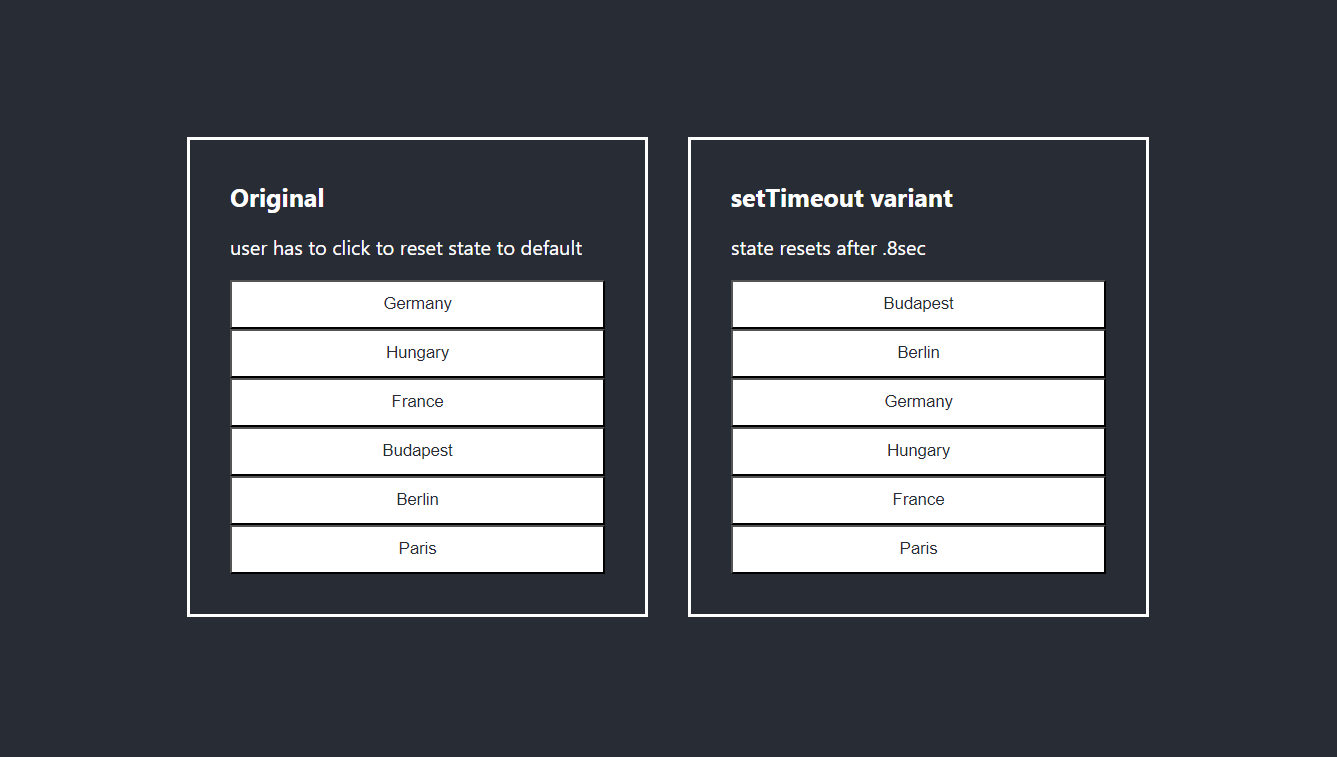 Original
user has to click to reset state to default
Germany
Hungary
France
Budapest
Berlin
Paris
setTimeout variant
state resets after .8sec
Budapest
Berlin
Germany
Hungary
France
Paris